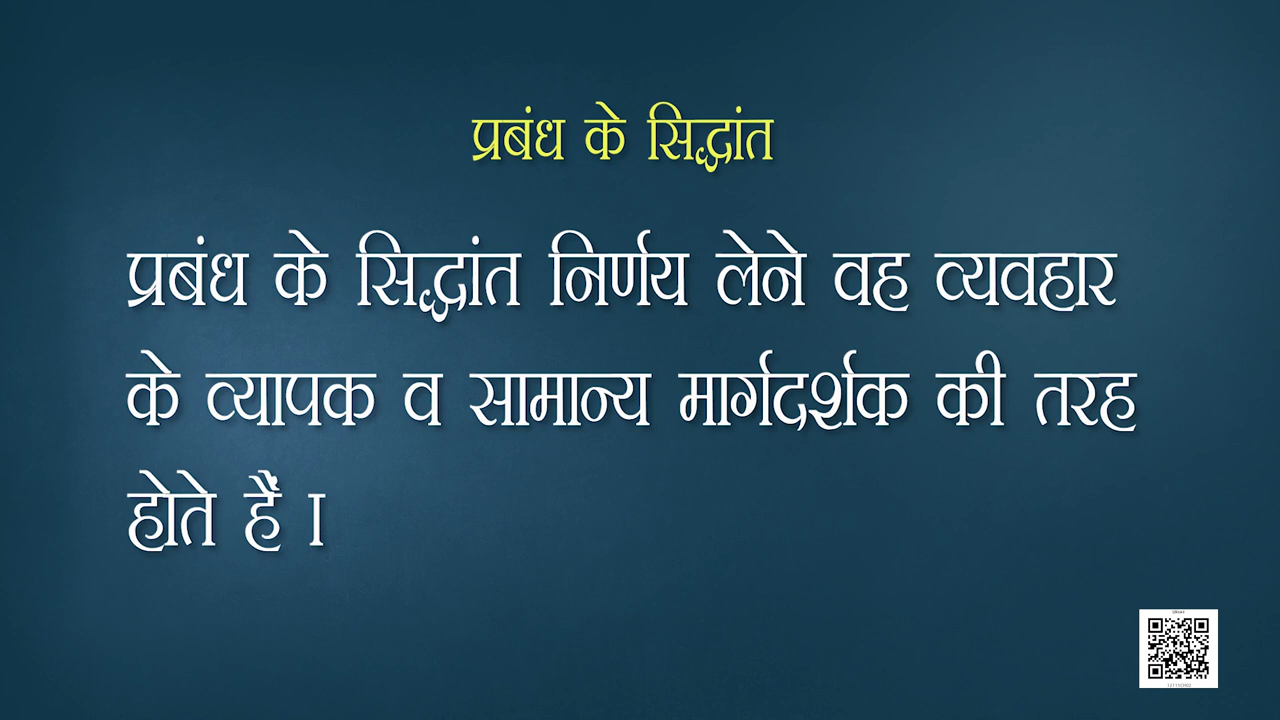 प्रबंध के सिद्धांत
प्रबंध के सिद्धांत निर्णय लेने वह व्यवहार
के व्यापक व सामान्य मार्गदर्शक की तरह
होते हैं ।